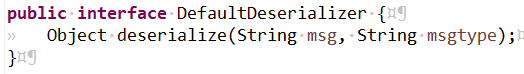 public interface DefaultDeserializer {¤¶
»   Object·deserialize(String·msg,·String·msgtype);¤
}¤¶